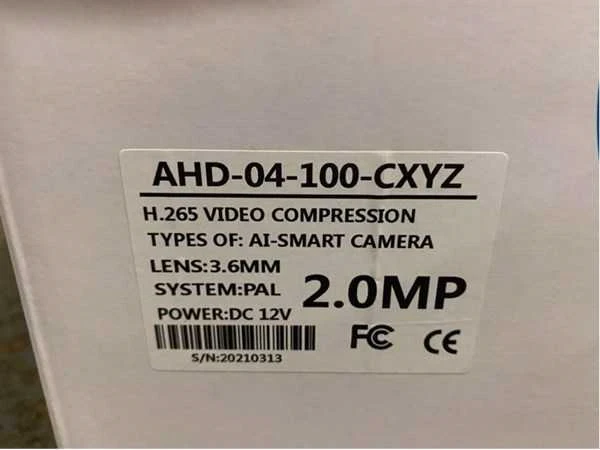 AHD-04-100-CXYZ
H.265 VIDEO COMPRESSION
TYPES OF: AI-SMART CAMERA
LENS:3.6MM
SYSTEM:PAL
2.0MP
POWER:DC 12V
FC CE
S/N:20210313